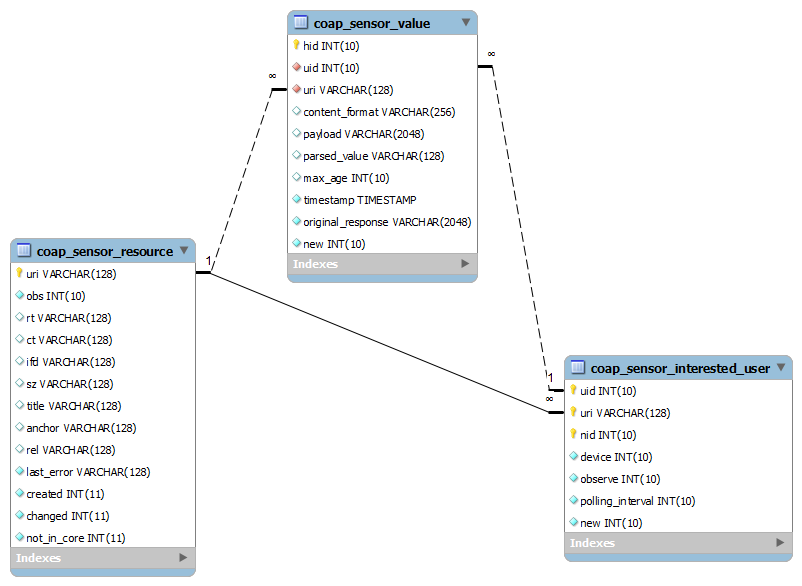 coap_sensor_value
hid INT(10)
uid INT(10)
uri VARCHAR(128)
content_format VARCHAR(256)
payload VARCHAR(2048)
parsed_value VARCHAR(128)
max_age INT(10)
timestamp TIMESTAMP
original_response VARCHAR(2048)
new INT(10)
Indexes
∞
∞
coap_sensor_resource
uri VARCHAR(128)
obs INT(10)
rt VARCHAR(128)
ct VARCHAR(128)
ifd VARCHAR(128)
sz VARCHAR(128)
title VARCHAR(128)
anchor VARCHAR(128)
rel VARCHAR(128)
last_error VARCHAR(128)
created INT(11)
changed INT(11)
not_in_core INT(11)
Indexes
1
1
∞
coap_sensor_interested_user
uid INT(10)
uri VARCHAR(128)
nid INT(10)
device INT(10)
observe INT(10)
polling_interval INT(10)
new INT(10)
Indexes